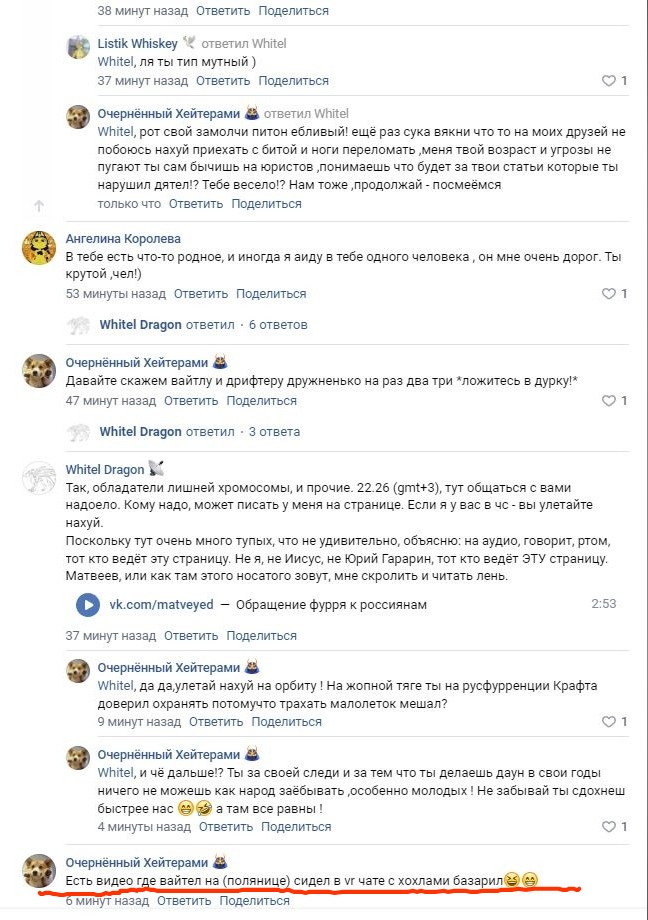 38 минут назад Ответить Поделиться
Listik Whiskey ответил Whitel
Whitel, ля ты тип мутный )
37 минут назад Ответить Поделиться 1
Очернённый Хейтерами ответил Whitel
Whitel, рот свой замолчи питон ебливый! ещё раз сука вякни что то на моих друзей не
побоюсь нахуй приехать с битой и ноги переломать ,меня твой возраст и угрозы не
пугают ты сам бычишь на юристов ,понимаешь что будет за твои статьи которые ты
нарушил дятел!? Тебе весело!? Нам тоже ,продолжай - посмеёмся
только что Ответить Поделиться
Ангелина Королева
В тебе есть что-то родное, и иногда я аиду в тебе одного человека , он мне очень дорог. Ты
крутой ,чел!)
53 минуты назад Ответить Поделиться 1
Whitel Dragon ответил · 6 ответов
Очернённый Хейтерами
Давайте скажем вайтлу и дрифтеру дружненько на раз два три *ложитесь в дурку!*
47 минут назад Ответить Поделиться 1
Whitel Dragon ответил · 3 ответа
Whitel Dragon
Так, обладатели лишней хромосомы, и прочие. 22.26 (gmt+3), тут общаться с вами
надоело. Кому надо, может писать у меня на странице. Если я у вас в чс - вы улетайте
нахуй.
Поскольку тут очень много тупых, что не удивительно, объясню: на аудио, говорит, ртом,
тот кто ведёт эту страницу. Не я, не Иисус, не Юрий Гагарин, тот кто ведёт ЭТУ страницу.
Матвеев, или как там этого носатого зовут, мне скролить и читать лень.
vk.com/matveyed — Обращение фурря к россиянам 2:53
37 минут назад Ответить Поделиться
Очернённый Хейтерами
Whitel, да да,улетай нахуй на орбиту ! На жопной тяге ты на русфурренции Крафта
доверил охранять потомучто трахать малолеток мешал?
9 минут назад Ответить Поделиться 1
Очернённый Хейтерами
Whitel, и чё дальше!? Ты за своей следи и за тем что ты делаешь даун в свои годы
ничего не можешь как народ заёбывать ,особенно молодых ! Не забывай ты сдохнеш
быстрее нас 😁🤣 а там все равны !
4 минуты назад Ответить Поделиться 1
Очернённый Хейтерами
Есть видео где вайтел на (полянице) сидел в vr чате с хохлами базарил😆😁
6 минут назад Ответить Поделиться